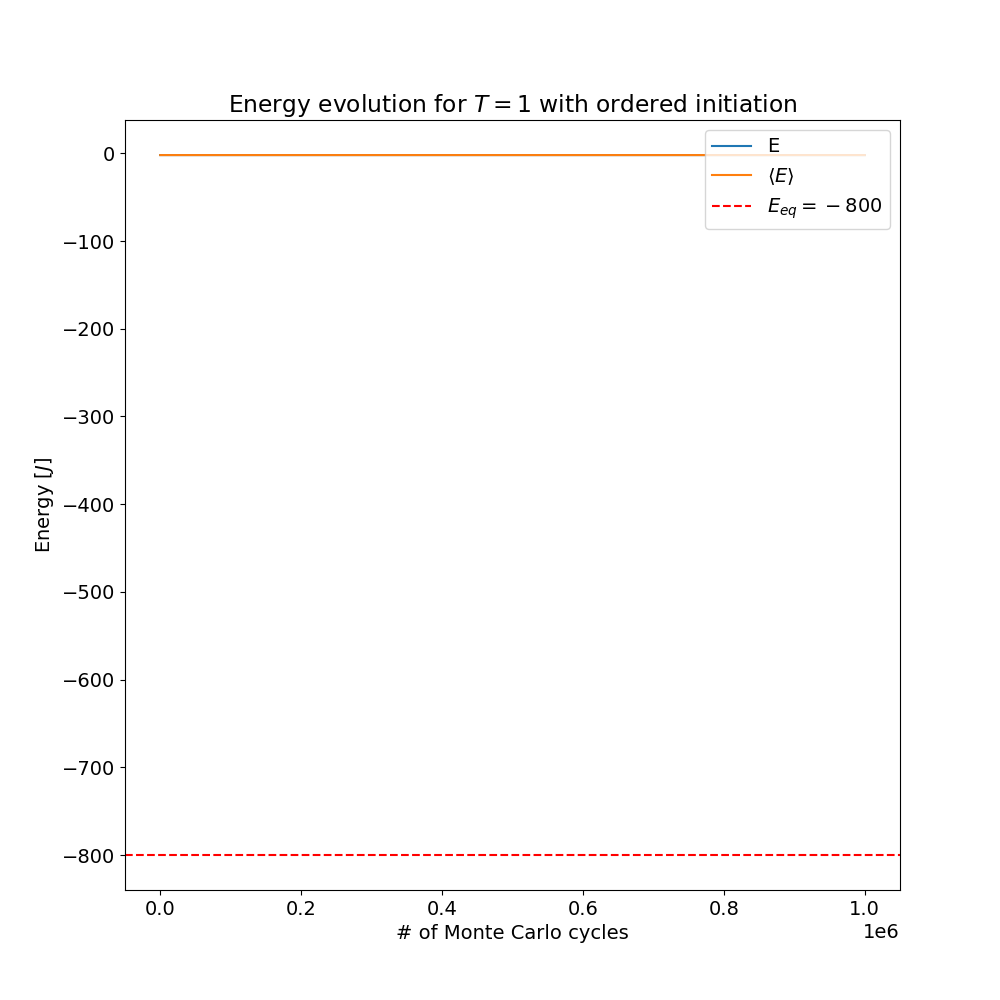 Energy evolution for T = 1 with ordered initiation
E
⟨E⟩
E_eq = −800
0
−100
−200
−300
−400
−500
−600
−700
−800
Energy [J]
0.0 0.2 0.4 0.6 0.8 1.0
1e6
# of Monte Carlo cycles